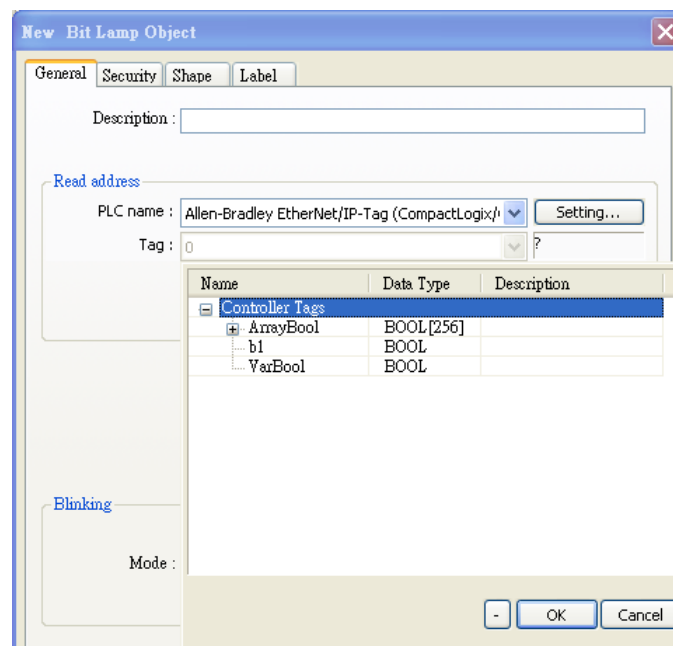 New Bit Lamp Object
General Security Shape Label
Description :
Read address
PLC name : Allen-Bradley EtherNet/IP-Tag (CompactLogix/ Setting...
Tag : 0 ?
Name Data Type Description
Controller Tags
ArrayBool BOOL[256]
b1 BOOL
VarBool BOOL
Blinking
Mode :
- OK Cancel